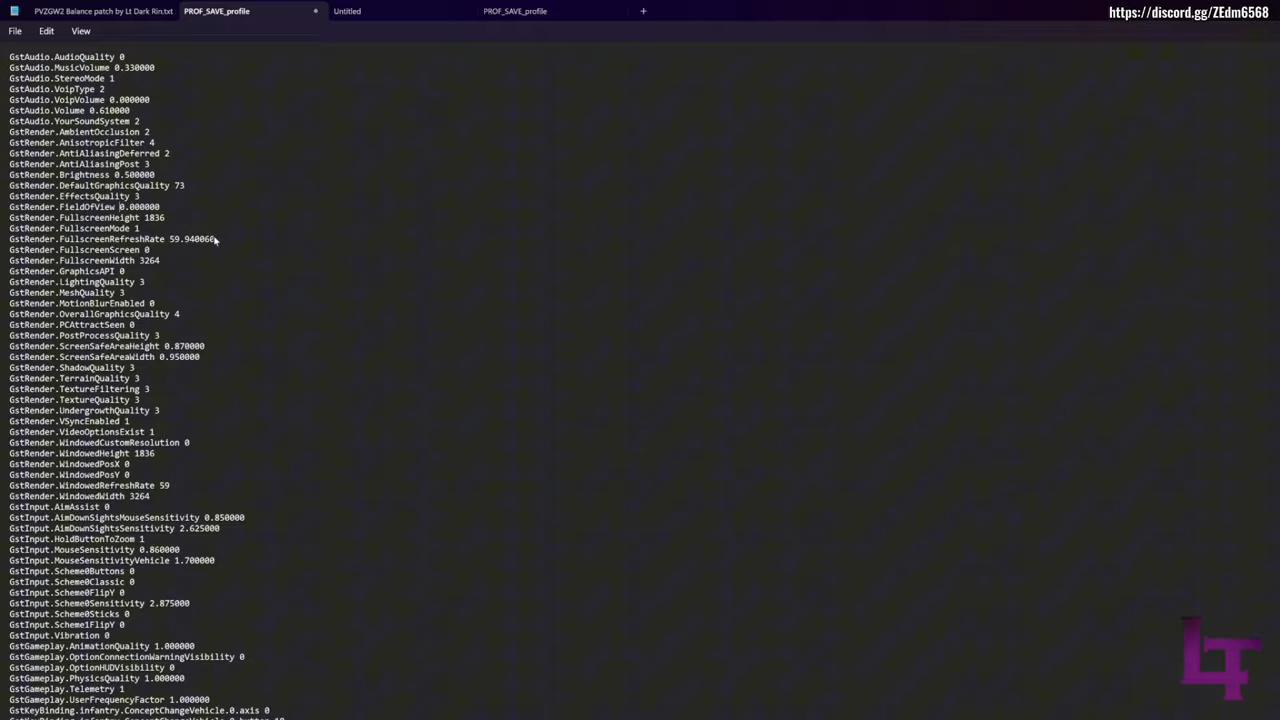 https://discord.gg/ZEdm6568
PVZGW2 Balance patch by Lt Dark Rin.txt
PROF_SAVE_profile
Untitled
PROF_SAVE_profile
File
Edit
View
GstAudio.AudioQuality 0
GstAudio.MusicVolume 0.330000
GstAudio.StereoMode 1
GstAudio.VoipType 2
GstAudio.VoipVolume 0.000000
GstAudio.Volume 0.610000
GstAudio.YourSoundSystem 2
GstRender.AmbientOcclusion 2
GstRender.AnisotropicFilter 4
GstRender.AntiAliasingDeferred 2
GstRender.AntiAliasingPost 3
GstRender.Brightness 0.500000
GstRender.DefaultGraphicsQuality 73
GstRender.EffectsQuality 3
GstRender.FieldOfView 0.000000
GstRender.FullscreenHeight 1836
GstRender.FullscreenMode 1
GstRender.FullscreenRefreshRate 59.940060
GstRender.FullscreenScreen 0
GstRender.FullscreenWidth 3264
GstRender.GraphicsAPI 0
GstRender.LightingQuality 3
GstRender.MeshQuality 3
GstRender.MotionBlurEnabled 0
GstRender.OverallGraphicsQuality 4
GstRender.PCAttractSeen 0
GstRender.PostProcessQuality 3
GstRender.ScreenSafeAreaHeight 0.870000
GstRender.ScreenSafeAreaWidth 0.950000
GstRender.ShadowQuality 3
GstRender.TerrainQuality 3
GstRender.TextureFiltering 3
GstRender.TextureQuality 3
GstRender.UndergrowthQuality 3
GstRender.VSyncEnabled 1
GstRender.VideoOptionsExist 1
GstRender.WindowedCustomResolution 0
GstRender.WindowedHeight 1836
GstRender.WindowedPosX 0
GstRender.WindowedPosY 0
GstRender.WindowedRefreshRate 59
GstRender.WindowedWidth 3264
GstInput.AimAssist 0
GstInput.AimDownSightsMouseSensitivity 0.850000
GstInput.AimDownSightsSensitivity 2.625000
GstInput.HoldButtonToZoom 1
GstInput.MouseSensitivity 0.860000
GstInput.MouseSensitivityVehicle 1.700000
GstInput.Scheme0Buttons 0
GstInput.Scheme0Classic 0
GstInput.Scheme0FlipY 0
GstInput.Scheme0Sensitivity 2.875000
GstInput.Scheme0Sticks 0
GstInput.Scheme1FlipY 0
GstInput.Vibration 0
GstGameplay.AnimationQuality 1.000000
GstGameplay.OptionConnectionWarningVisibility 0
GstGameplay.OptionHUDVisibility 0
GstGameplay.PhysicsQuality 1.000000
GstGameplay.Telemetry 1
GstGameplay.UserFrequencyFactor 1.000000
GstKeyBinding.infantry.ConceptChangeVehicle.0.axis 0
LT